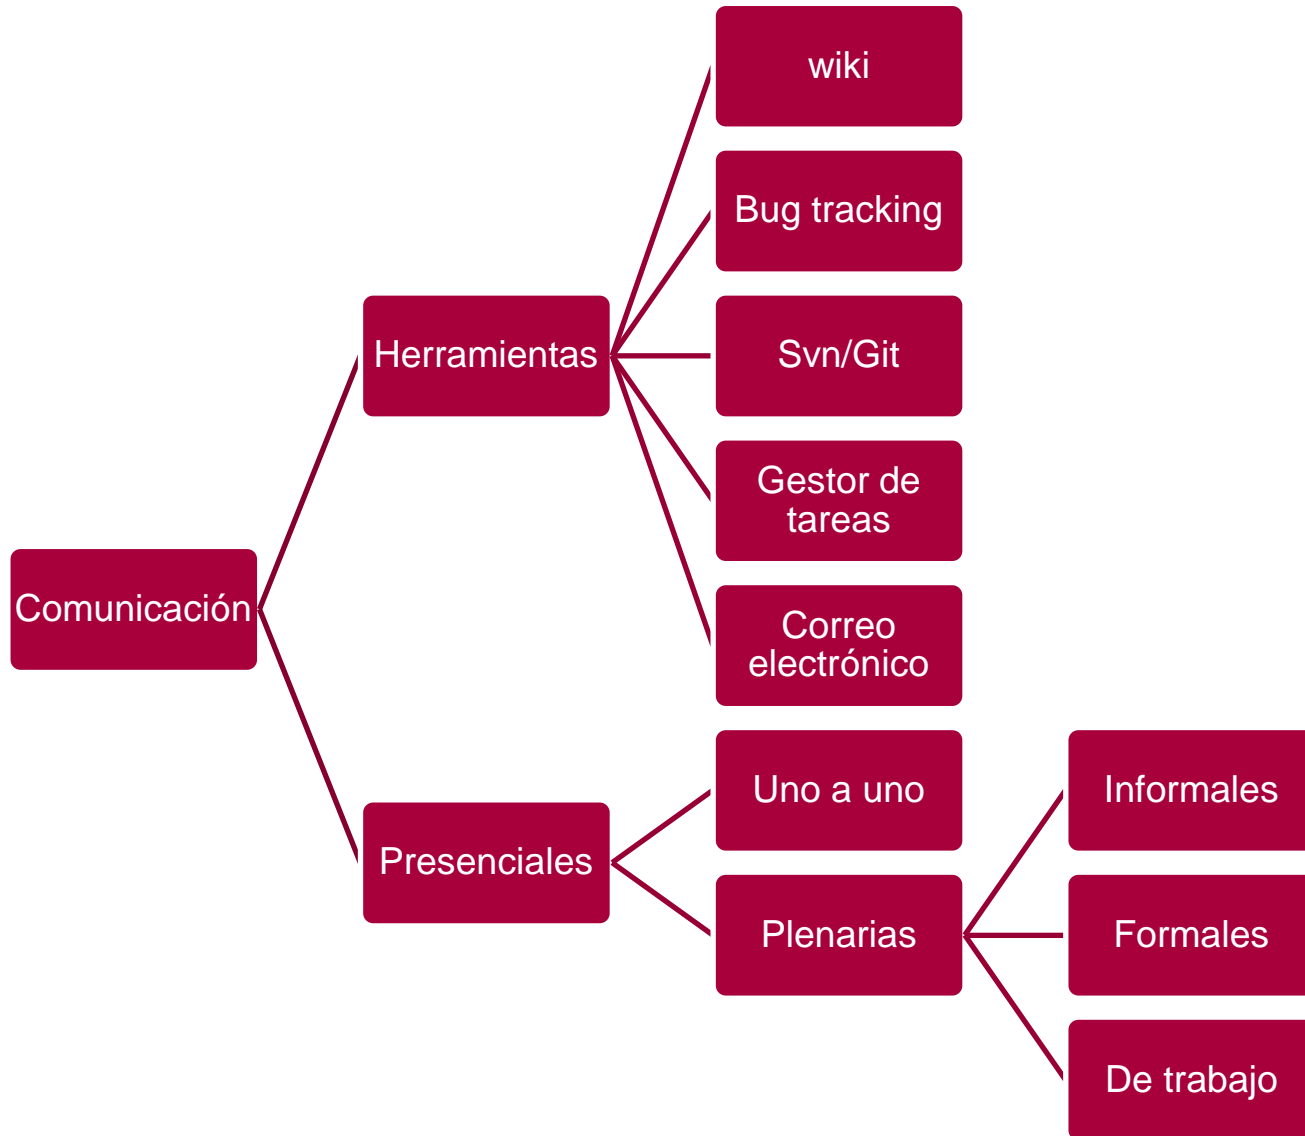 wiki
Bug tracking
Herramientas
Svn/Git
Gestor de
tareas
Comunicación
Correo
electrónico
Uno a uno
Informales
Presenciales
Plenarias
Formales
De trabajo